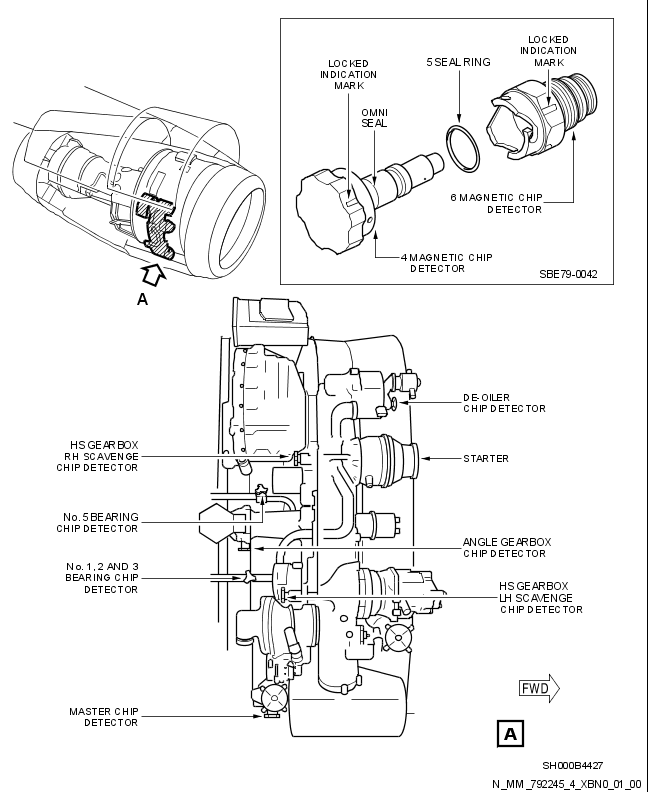 LOCKED
INDICATION
MARK
5 SEAL RING
LOCKED
INDICATION
MARK
OMNI
SEAL
6 MAGNETIC CHIP
DETECTOR
4 MAGNETIC CHIP
DETECTOR
SBE79-0042
A
DE-OILER
CHIP DETECTOR
HS GEARBOX
RH SCAVENGE
CHIP DETECTOR
STARTER
No. 5 BEARING
CHIP DETECTOR
ANGLE GEARBOX
CHIP DETECTOR
No. 1, 2 AND 3
BEARING CHIP
DETECTOR
HS GEARBOX
LH SCAVENGE
CHIP DETECTOR
MASTER CHIP
DETECTOR
FWD
A
SH000B4427
N_MM_792245_4_XBN0_01_00